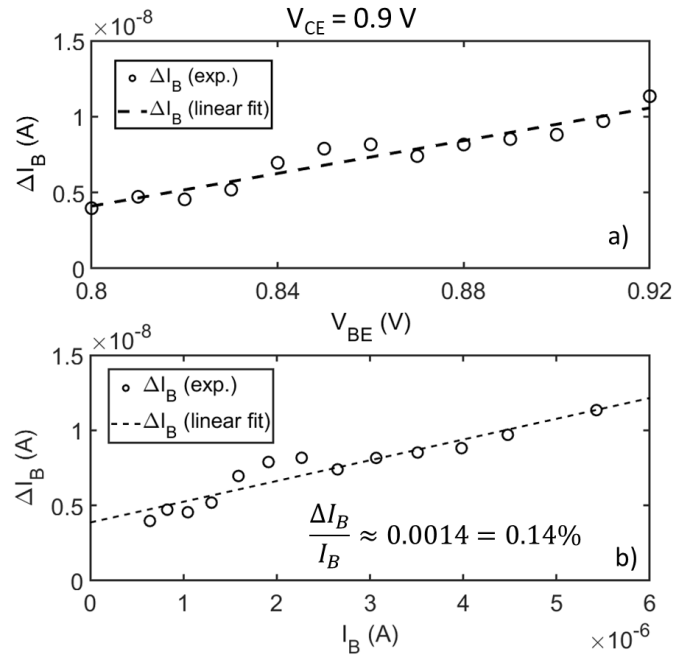 V_CE = 0.9 V
×10^-8
1.5
1
0.5
0
ΔI_B (A)
ΔI_B (exp.)
ΔI_B (linear fit)
a)
0.8 0.84 0.88 0.92
V_BE (V)
×10^-8
1.5
1
0.5
0
ΔI_B (A)
ΔI_B (exp.)
ΔI_B (linear fit)
ΔI_B/I_B ≈ 0.0014 = 0.14%
b)
0 1 2 3 4 5 6
I_B (A)
×10^-6